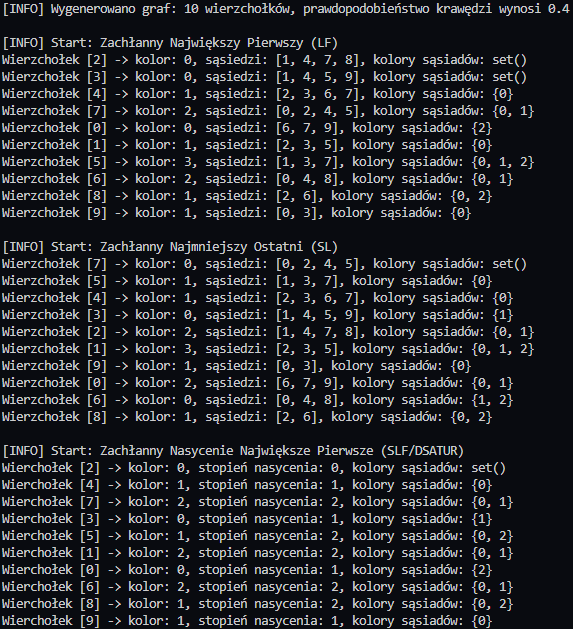 [INFO] Wygenerowano graf: 10 wierzchołków, prawdopodobieństwo krawędzi wynosi 0.4
[INFO] Start: Zachłanny Największy Pierwszy (LF)
Wierzchołek [2] -> kolor: 0, sąsiedzi: [1, 4, 7, 8], kolory sąsiadów: set()
Wierzchołek [3] -> kolor: 0, sąsiedzi: [1, 4, 5, 9], kolory sąsiadów: set()
Wierzchołek [4] -> kolor: 1, sąsiedzi: [2, 3, 6, 7], kolory sąsiadów: {0}
Wierzchołek [7] -> kolor: 2, sąsiedzi: [0, 2, 4, 5], kolory sąsiadów: {0, 1}
Wierzchołek [0] -> kolor: 0, sąsiedzi: [6, 7, 9], kolory sąsiadów: {2}
Wierzchołek [1] -> kolor: 1, sąsiedzi: [2, 3, 5], kolory sąsiadów: {0}
Wierzchołek [5] -> kolor: 3, sąsiedzi: [1, 3, 7], kolory sąsiadów: {0, 1, 2}
Wierzchołek [6] -> kolor: 2, sąsiedzi: [0, 4, 8], kolory sąsiadów: {0, 1}
Wierzchołek [8] -> kolor: 1, sąsiedzi: [2, 6], kolory sąsiadów: {0, 2}
Wierzchołek [9] -> kolor: 1, sąsiedzi: [0, 3], kolory sąsiadów: {0}
[INFO] Start: Zachłanny Najmniejszy Ostatni (SL)
Wierzchołek [7] -> kolor: 0, sąsiedzi: [0, 2, 4, 5], kolory sąsiadów: set()
Wierzchołek [5] -> kolor: 1, sąsiedzi: [1, 3, 7], kolory sąsiadów: {0}
Wierzchołek [4] -> kolor: 1, sąsiedzi: [2, 3, 6, 7], kolory sąsiadów: {0}
Wierzchołek [3] -> kolor: 0, sąsiedzi: [1, 4, 5, 9], kolory sąsiadów: {1}
Wierzchołek [2] -> kolor: 2, sąsiedzi: [1, 4, 7, 8], kolory sąsiadów: {0, 1}
Wierzchołek [1] -> kolor: 3, sąsiedzi: [2, 3, 5], kolory sąsiadów: {0, 1, 2}
Wierzchołek [9] -> kolor: 1, sąsiedzi: [0, 3], kolory sąsiadów: {0}
Wierzchołek [0] -> kolor: 2, sąsiedzi: [6, 7, 9], kolory sąsiadów: {0, 1}
Wierzchołek [6] -> kolor: 0, sąsiedzi: [0, 4, 8], kolory sąsiadów: {1, 2}
Wierzchołek [8] -> kolor: 1, sąsiedzi: [2, 6], kolory sąsiadów: {0, 2}
[INFO] Start: Zachłanny Nasycenie Największe Pierwsze (SLF/DSATUR)
Wierchołek [2] -> kolor: 0, stopień nasycenia: 0, kolory sąsiadów: set()
Wierchołek [4] -> kolor: 1, stopień nasycenia: 1, kolory sąsiadów: {0}
Wierchołek [7] -> kolor: 2, stopień nasycenia: 2, kolory sąsiadów: {0, 1}
Wierchołek [3] -> kolor: 0, stopień nasycenia: 1, kolory sąsiadów: {1}
Wierchołek [5] -> kolor: 1, stopień nasycenia: 2, kolory sąsiadów: {0, 2}
Wierchołek [1] -> kolor: 2, stopień nasycenia: 2, kolory sąsiadów: {0, 1}
Wierchołek [0] -> kolor: 0, stopień nasycenia: 1, kolory sąsiadów: {2}
Wierchołek [6] -> kolor: 2, stopień nasycenia: 2, kolory sąsiadów: {0, 1}
Wierchołek [8] -> kolor: 1, stopień nasycenia: 2, kolory sąsiadów: {0, 2}
Wierchołek [9] -> kolor: 1, stopień nasycenia: 1, kolory sąsiadów: {0}